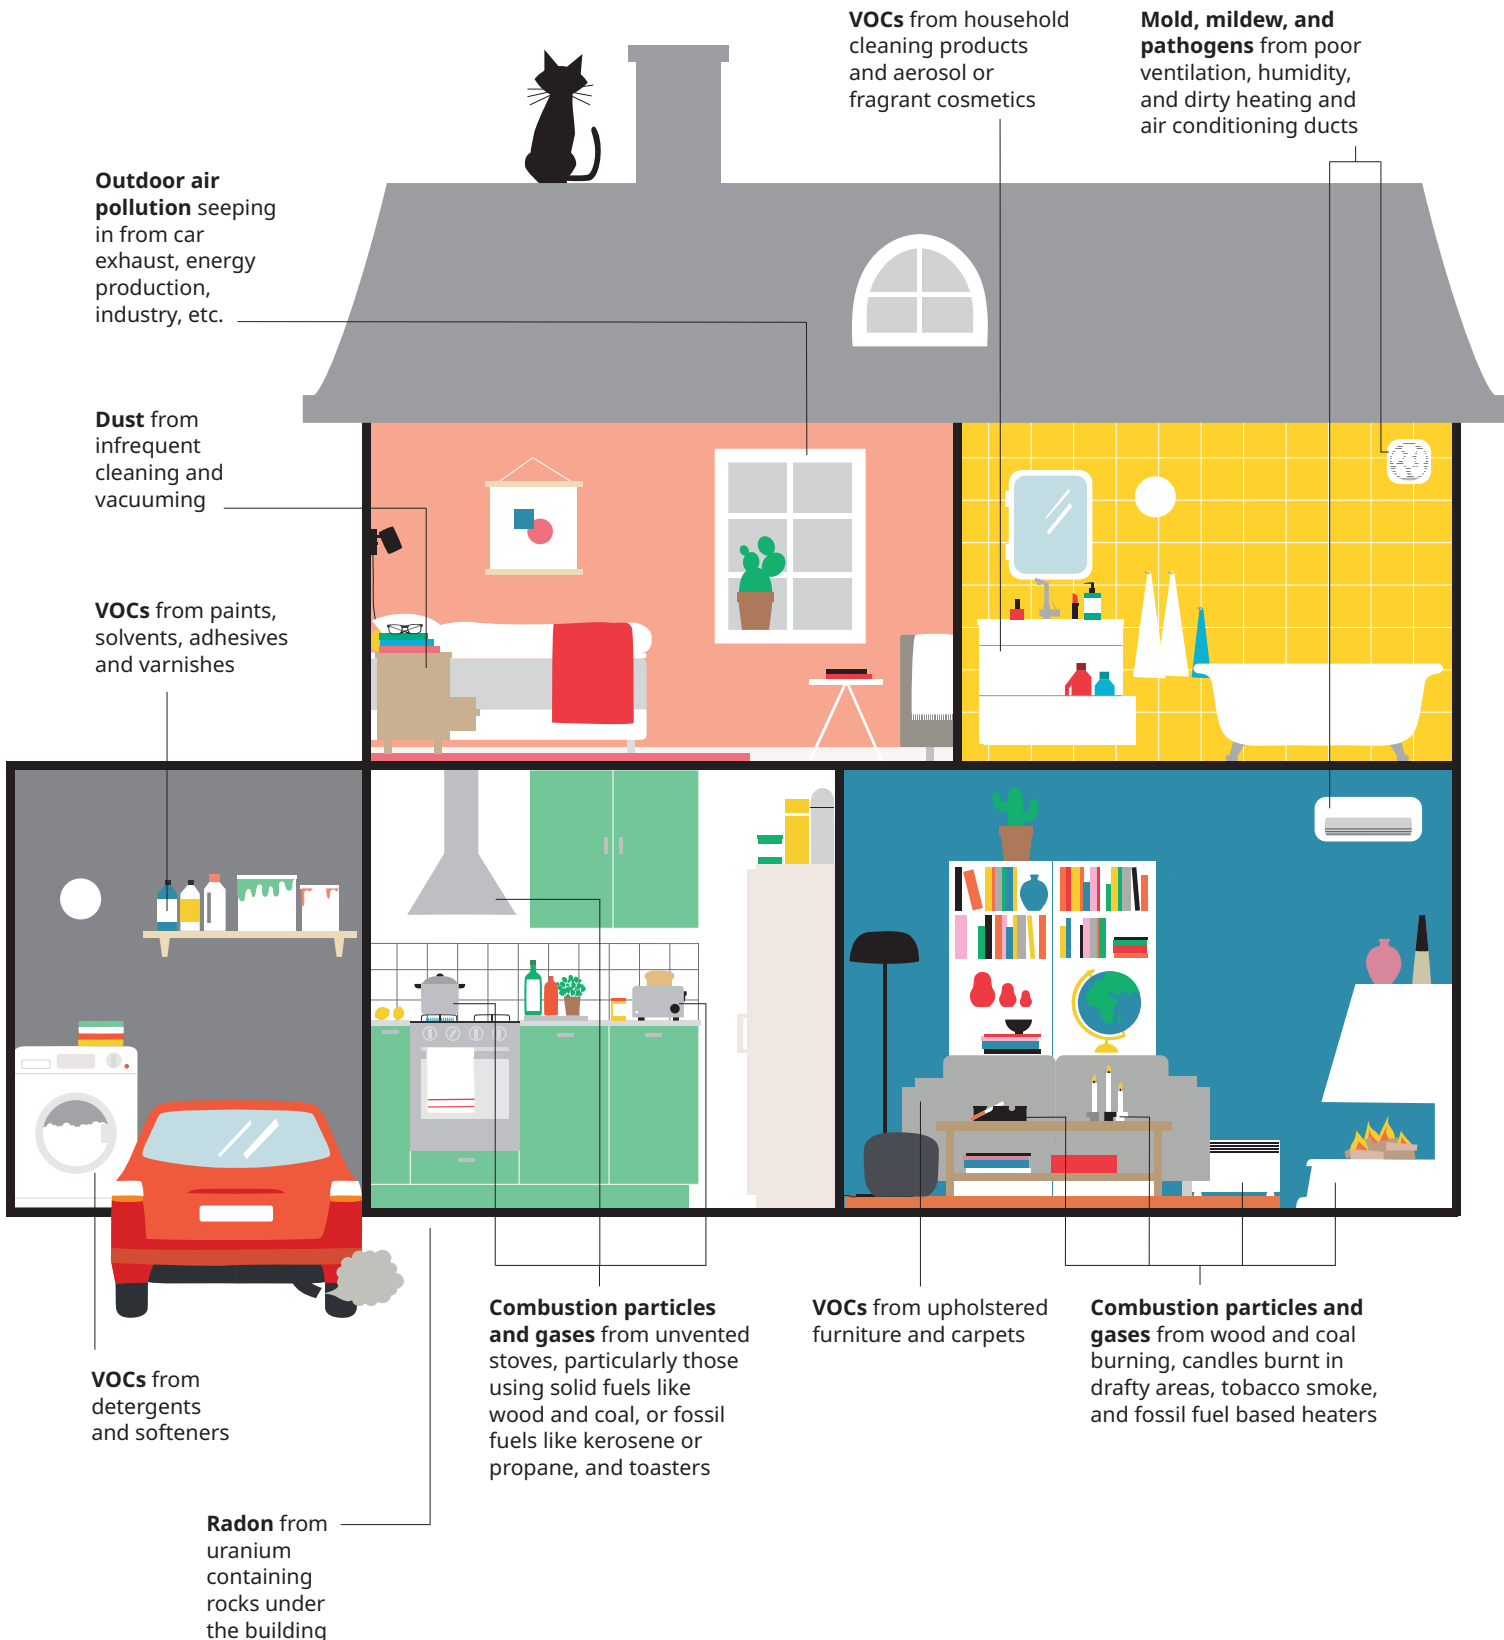 VOCs from household
cleaning products
and aerosol or
fragrant cosmetics
Mold, mildew, and
pathogens from poor
ventilation, humidity,
and dirty heating and
air conditioning ducts
Outdoor air
pollution seeping
in from car
exhaust, energy
production,
industry, etc.
Dust from
infrequent
cleaning and
vacuuming
VOCs from paints,
solvents, adhesives
and varnishes
VOCs from
detergents
and softeners
Radon from
uranium
containing
rocks under
the building
Combustion particles
and gases from unvented
stoves, particularly those
using solid fuels like
wood and coal, or fossil
fuels like kerosene or
propane, and toasters
VOCs from upholstered
furniture and carpets
Combustion particles and
gases from wood and coal
burning, candles burnt in
drafty areas, tobacco smoke,
and fossil fuel based heaters